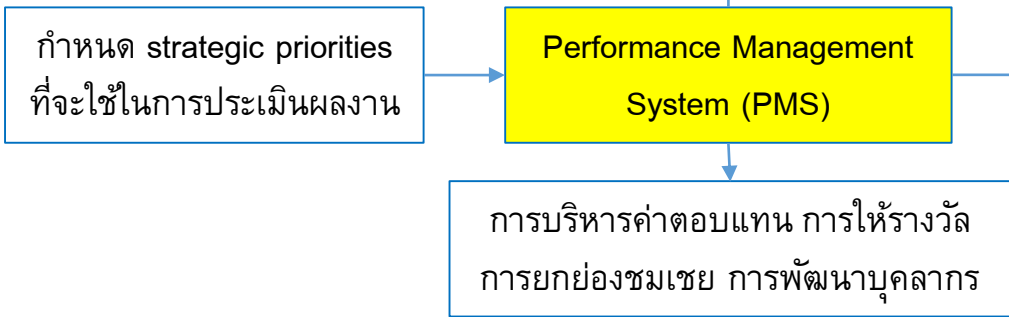 กำหนด strategic priorities
ที่จะใช้ในการประเมินผลงาน
Performance Management
System (PMS)
การบริหารค่าตอบแทน การให้รางวัล
การยกย่องชมเชย การพัฒนาบุคลากร